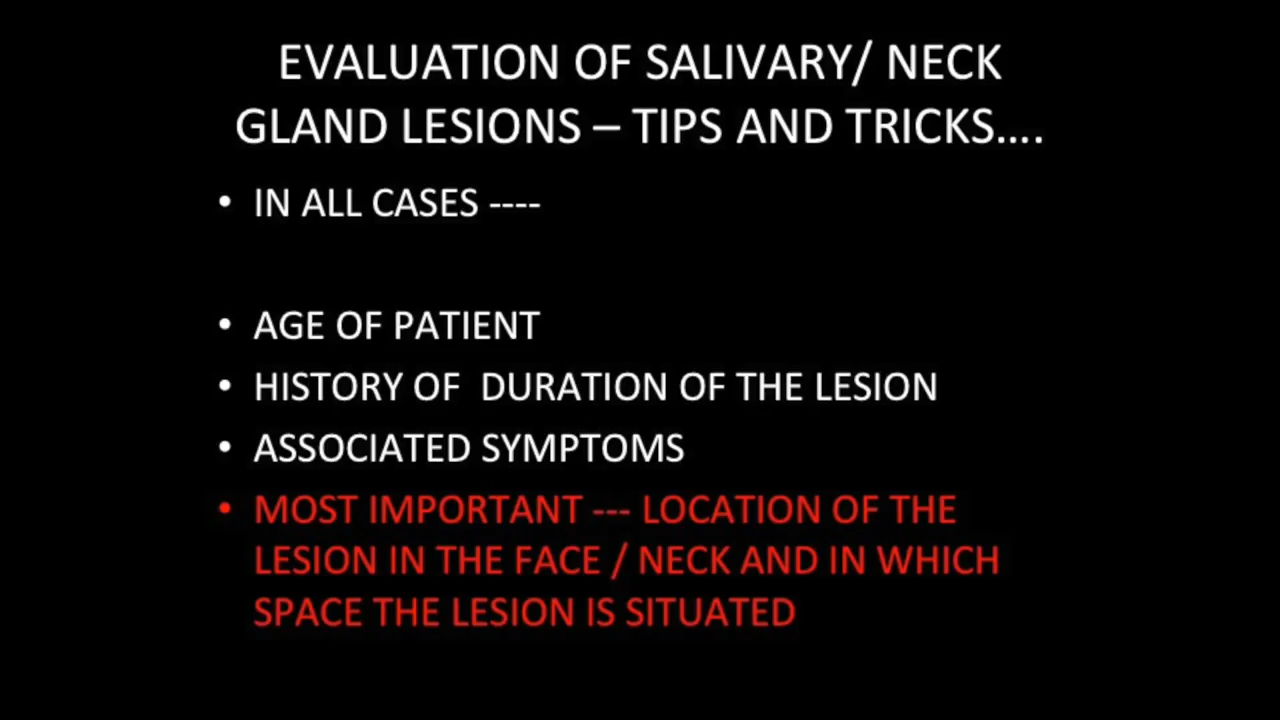 EVALUATION OF SALIVARY/ NECK
GLAND LESIONS – TIPS AND TRICKS....
• IN ALL CASES ----
• AGE OF PATIENT
• HISTORY OF  DURATION OF THE LESION
• ASSOCIATED SYMPTOMS
• MOST IMPORTANT --- LOCATION OF THE
LESION IN THE FACE / NECK AND IN WHICH
SPACE THE LESION IS SITUATED